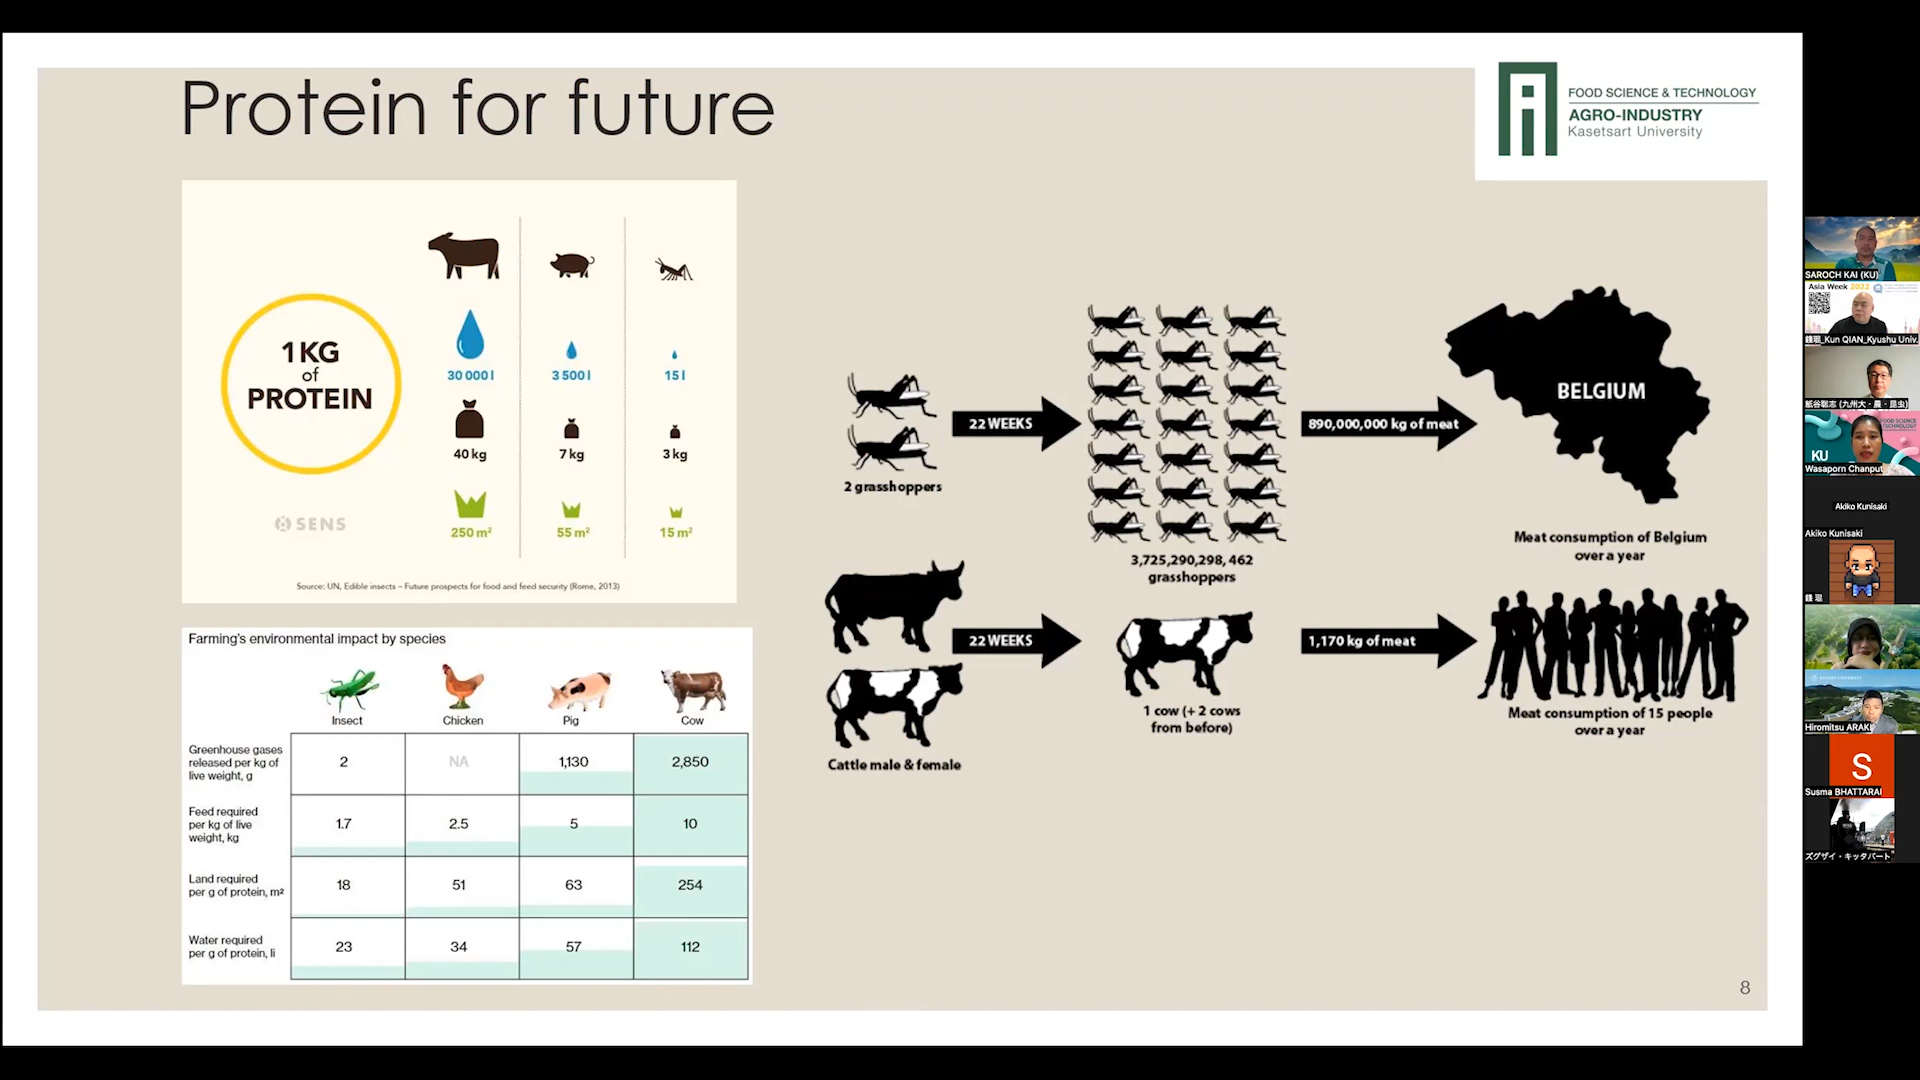 Protein for future
FOOD SCIENCE & TECHNOLOGY
AGRO-INDUSTRY
Kasetsart University
1 KG
of
PROTEIN
30 000 l
3 500 l
15 l
40 kg
7 kg
3 kg
250 m²
55 m²
15 m²
SENS
Source: UN, Edible insects – Future prospects for food and feed security (Rome, 2013)
Farming's environmental impact by species
Insect
Chicken
Pig
Cow
Greenhouse gases
released per kg of
live weight, g
2
NA
1,130
2,850
Feed required
per kg of live
weight, kg
1.7
2.5
5
10
Land required
per g of protein, m²
18
51
63
254
Water required
per g of protein, li
23
34
57
112
2 grasshoppers
22 WEEKS
3,725,290,298, 462
grasshoppers
890,000,000 kg of meat
BELGIUM
Meat consumption of Belgium
over a year
Cattle male & female
22 WEEKS
1 cow (+ 2 cows
from before)
1,170 kg of meat
Meat consumption of 15 people
over a year
8
SAROCH KAI (KU)
Asia Week 2022
錢琨_Kun QIAN_Kyushu Univ.
紙谷聡志 (九州大・農・昆虫)
FOOD SCIENCE
TECHNOLOGY
KU
Wasaporn Chanput
Akiko Kunisaki
Akiko Kunisaki
錢 琨
Hiromitsu ARAKI
S
Susma BHATTARAI
ズグザイ・キッタパート